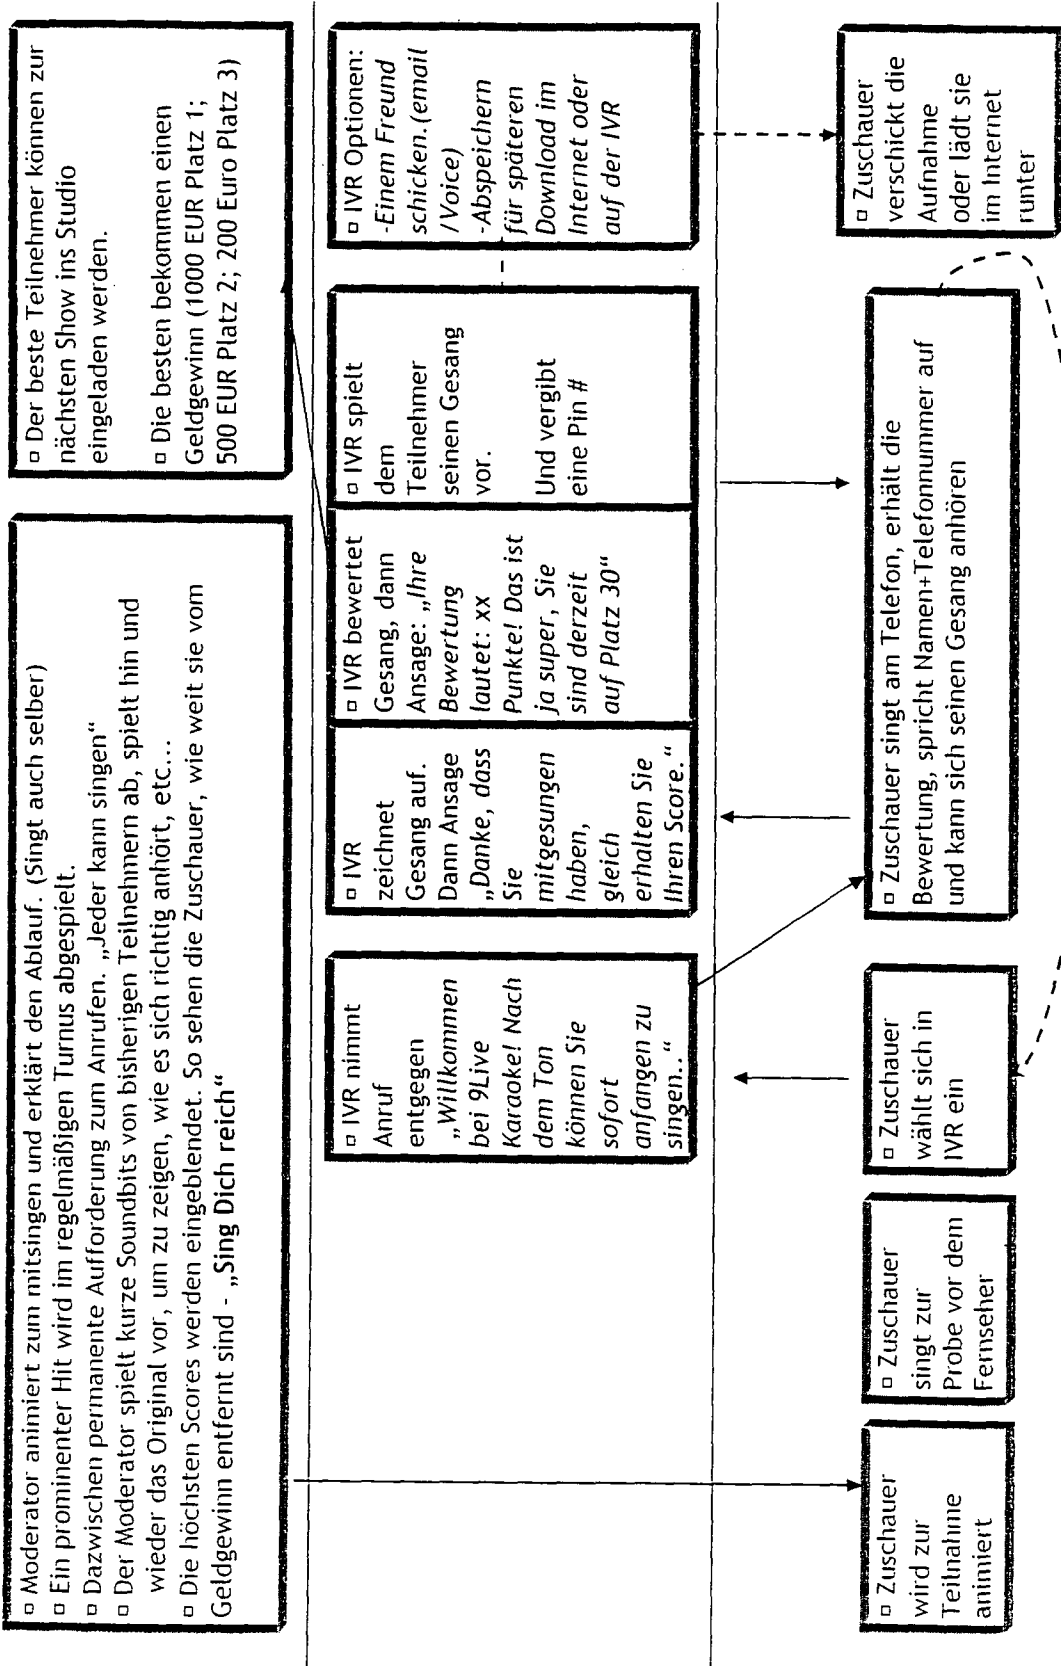 ▫ Moderator animiert zum mitsingen und erklärt den Ablauf. (Singt auch selber)
▫ Ein prominenter Hit wird im regelmäßigen Turnus abgespielt.
▫ Dazwischen permanente Aufforderung zum Anrufen. „Jeder kann singen“
▫ Der Moderator spielt kurze Soundbits von bisherigen Teilnehmern ab, spielt hin und
wieder das Original vor, um zu zeigen, wie es sich richtig anhört, etc...
▫ Die höchsten Scores werden eingeblendet. So sehen die Zuschauer, wie weit sie vom
Geldgewinn entfernt sind - „Sing Dich reich“
▫ Der beste Teilnehmer können zur
nächsten Show ins Studio
eingeladen werden.
▫ Die besten bekommen einen
Geldgewinn (1000 EUR Platz 1;
500 EUR Platz 2; 200 Euro Platz 3)
▫ IVR nimmt
Anruf
entgegen
„Willkommen
bei 9Live
Karaoke! Nach
dem Ton
können Sie
sofort
anfangen zu
singen..“
▫ IVR
zeichnet
Gesang auf.
Dann Ansage
„Danke, dass
Sie
mitgesungen
haben,
gleich
erhalten Sie
Ihren Score.“
▫ IVR bewertet
Gesang, dann
Ansage: „Ihre
Bewertung
lautet: xx
Punkte! Das ist
ja super, Sie
sind derzeit
auf Platz 30“
▫ IVR spielt
dem
Teilnehmer
seinen Gesang
vor.
Und vergibt
eine Pin #
▫ IVR Optionen:
-Einem Freund
schicken.(email
/ Voice)
-Abspeichern
für späteren
Download im
Internet oder
auf der IVR
▫ Zuschauer
wird zur
Teilnahme
animiert
▫ Zuschauer
singt zur
Probe vor dem
Fernseher
▫ Zuschauer
wählt sich in
IVR ein
▫ Zuschauer singt am Telefon, erhält die
Bewertung, spricht Namen+Telefonnummer auf
und kann sich seinen Gesang anhören
▫ Zuschauer
verschickt die
Aufnahme
oder lädt sie
im Internet
runter